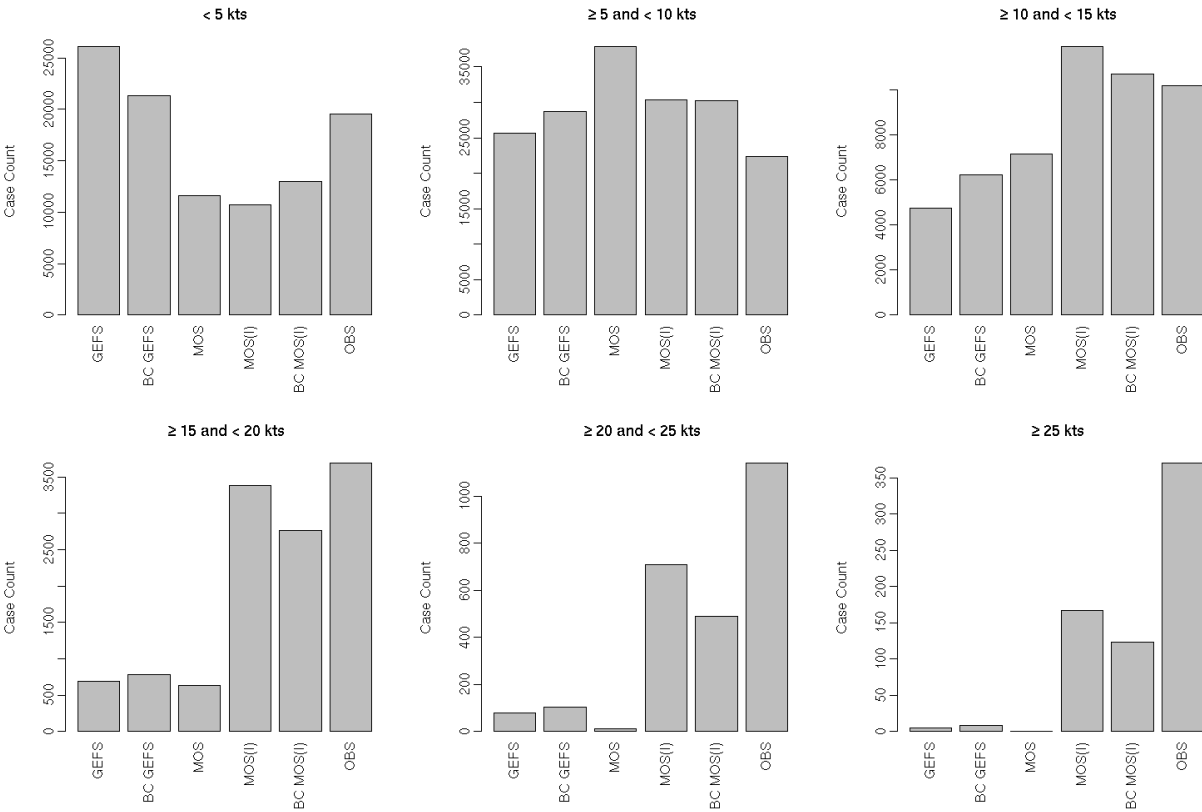 < 5 kts
Case Count
0
5000
10000
15000
20000
25000
GEFS
BC GEFS
MOS
MOS(I)
BC MOS(I)
OBS
≥ 5 and < 10 kts
Case Count
0
5000
15000
25000
35000
GEFS
BC GEFS
MOS
MOS(I)
BC MOS(I)
OBS
≥ 10 and < 15 kts
Case Count
0
2000
4000
6000
8000
GEFS
BC GEFS
MOS
MOS(I)
BC MOS(I)
OBS
≥ 15 and < 20 kts
Case Count
0
500
1500
2500
3500
GEFS
BC GEFS
MOS
MOS(I)
BC MOS(I)
OBS
≥ 20 and < 25 kts
Case Count
0
200
400
600
800
1000
GEFS
BC GEFS
MOS
MOS(I)
BC MOS(I)
OBS
≥ 25 kts
Case Count
0
50
100
150
200
250
300
350
GEFS
BC GEFS
MOS
MOS(I)
BC MOS(I)
OBS